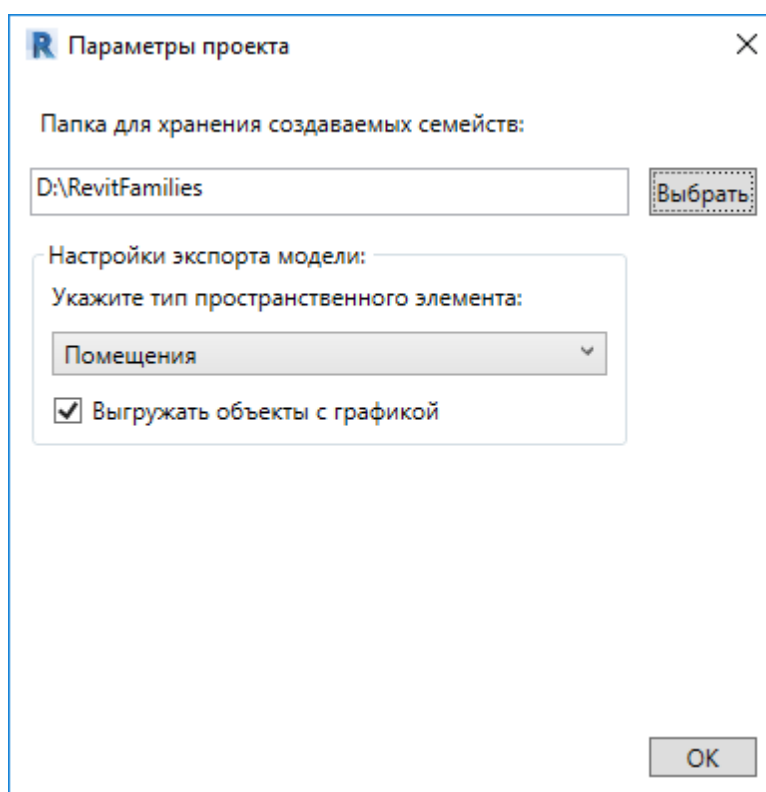 Параметры проекта
Папка для хранения создаваемых семейств:
D:\RevitFamilies
Выбрать
Настройки экспорта модели:
Укажите тип пространственного элемента:
Помещения
Выгружать объекты с графикой
OK